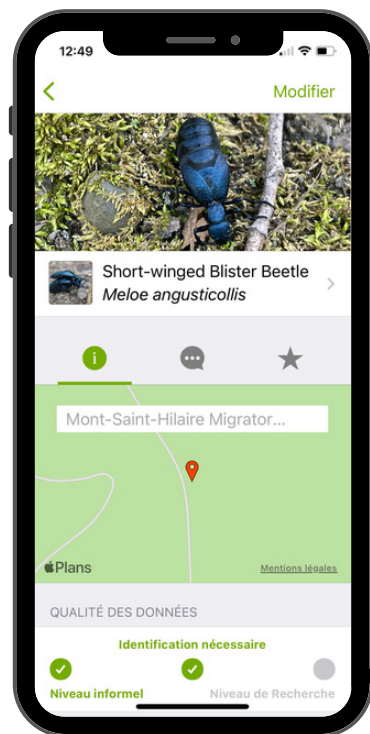 12:49
Modifier
Short-winged Blister Beetle
Meloe angusticollis
Mont-Saint-Hilaire Migrator...
Plans
Mentions légales
QUALITÉ DES DONNÉES
Identification nécessaire
Niveau informel
Niveau de Recherche